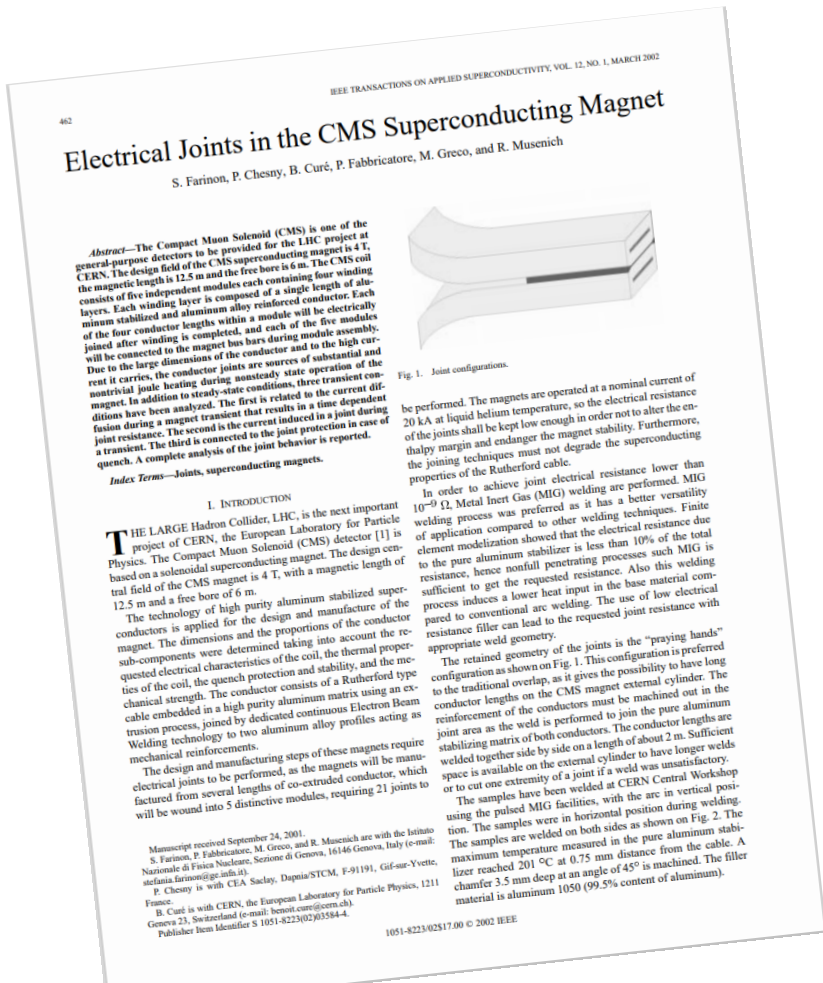 462
IEEE TRANSACTIONS ON APPLIED SUPERCONDUCTIVITY, VOL. 12, NO. 1, MARCH 2002
Electrical Joints in the CMS Superconducting Magnet
S. Farinon, P. Chesny, B. Curé, P. Fabbricatore, M. Greco, and R. Musenich
Abstract—The Compact Muon Solenoid (CMS) is one of the
general-purpose detectors to be provided for the LHC project at
CERN. The design field of the CMS superconducting magnet is 4 T,
the magnetic length is 12.5 m and the free bore is 6 m. The CMS coil
consists of five independent modules each containing four winding
layers. Each winding layer is composed of a single length of alu-
minum stabilized and aluminum alloy reinforced conductor. Each
of the four conductor lengths within a module will be electrically
joined after winding is completed, and each of the five modules
will be connected to the magnet bus bars during module assembly.
Due to the large dimensions of the conductor and to the high cur-
rent it carries, the conductor joints are sources of substantial and
nontrivial joule heating during nonsteady state operation of the
magnet. In addition to steady-state conditions, three transient con-
ditions have been analyzed. The first is related to the current dif-
fusion during a magnet transient that results in a time dependent
joint resistance. The second is the current induced in a joint during
a transient. The third is connected to the joint protection in case of
quench. A complete analysis of the joint behavior is reported.
Index Terms—Joints, superconducting magnets.
I. INTRODUCTION
THE LARGE Hadron Collider, LHC, is the next important
project of CERN, the European Laboratory for Particle
Physics. The Compact Muon Solenoid (CMS) detector [1] is
based on a solenoidal superconducting magnet. The design cen-
tral field of the CMS magnet is 4 T, with a magnetic length of
12.5 m and a free bore of 6 m.
The technology of high purity aluminum stabilized super-
conductors is applied for the design and manufacture of the
magnet. The dimensions and the proportions of the conductor
sub-components were determined taking into account the re-
quested electrical characteristics of the coil, the thermal proper-
ties of the coil, the quench protection and stability, and the me-
chanical strength. The conductor consists of a Rutherford type
cable embedded in a high purity aluminum matrix using an ex-
trusion process, joined by dedicated continuous Electron Beam
Welding technology to two aluminum alloy profiles acting as
mechanical reinforcements.
The design and manufacturing steps of these magnets require
electrical joints to be performed, as the magnets will be manu-
factured from several lengths of co-extruded conductor, which
will be wound into 5 distinctive modules, requiring 21 joints to
Manuscript received September 24, 2001.
S. Farinon, P. Fabbricatore, M. Greco, and R. Musenich are with the Istituto
Nazionale di Fisica Nucleare, Sezione di Genova, 16146 Genova, Italy (e-mail:
stefania.farinon@ge.infn.it).
P. Chesny is with CEA Saclay, Dapnia/STCM, F-91191, Gif-sur-Yvette,
France.
B. Curé is with CERN, the European Laboratory for Particle Physics, 1211
Geneva 23, Switzerland (e-mail: benoit.cure@cern.ch).
Publisher Item Identifier S 1051-8223(02)03584-4.
Fig. 1. Joint configurations.
be performed. The magnets are operated at a nominal current of
20 kA at liquid helium temperature, so the electrical resistance
of the joints shall be kept low enough in order not to alter the en-
thalpy margin and endanger the magnet stability. Furthermore,
the joining techniques must not degrade the superconducting
properties of the Rutherford cable.
In order to achieve joint electrical resistance lower than
10⁻⁹ Ω, Metal Inert Gas (MIG) welding are performed. MIG
welding process was preferred as it has a better versatility
of application compared to other welding techniques. Finite
element modelization showed that the electrical resistance due
to the pure aluminum stabilizer is less than 10% of the total
resistance, hence nonfull penetrating processes such MIG is
sufficient to get the requested resistance. Also this welding
process induces a lower heat input in the base material com-
pared to conventional arc welding. The use of low electrical
resistance filler can lead to the requested joint resistance with
appropriate weld geometry.
The retained geometry of the joints is the "praying hands"
configuration as shown on Fig. 1. This configuration is preferred
to the traditional overlap, as it gives the possibility to have long
conductor lengths on the CMS magnet external cylinder. The
reinforcement of the conductors must be machined out in the
joint area as the weld is performed to join the pure aluminum
stabilizing matrix of both conductors. The conductor lengths are
welded together side by side on a length of about 2 m. Sufficient
space is available on the external cylinder to have longer welds
or to cut one extremity of a joint if a weld was unsatisfactory.
The samples have been welded at CERN Central Workshop
using the pulsed MIG facilities, with the arc in vertical posi-
tion. The samples were in horizontal position during welding.
The samples are welded on both sides as shown on Fig. 2. The
maximum temperature measured in the pure aluminum stabi-
lizer reached 201 °C at 0.75 mm distance from the cable. A
chamfer 3.5 mm deep at an angle of 45° is machined. The filler
material is aluminum 1050 (99.5% content of aluminum).
1051-8223/02$17.00 © 2002 IEEE